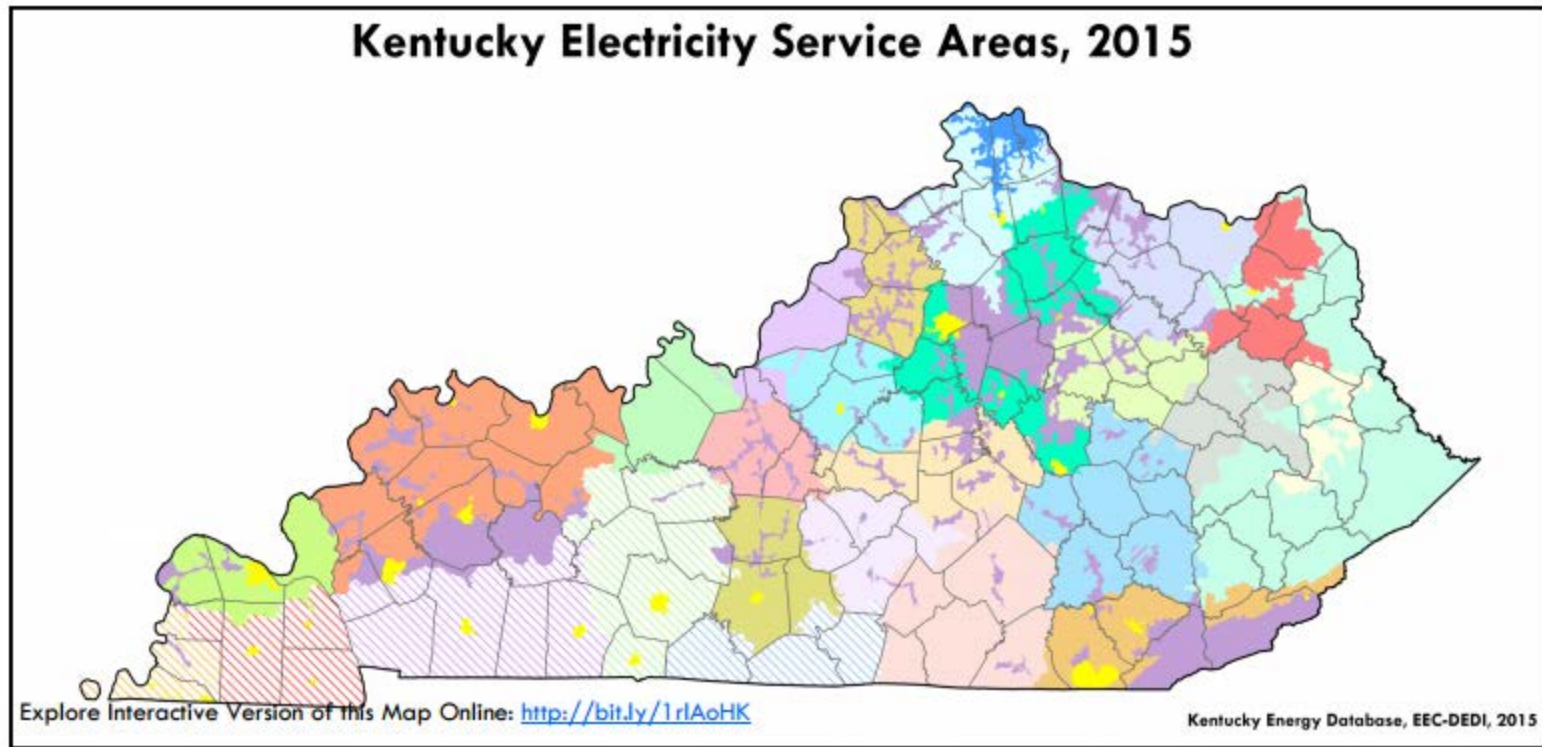 Kentucky Electricity Service Areas, 2015
Explore Interactive Version of this Map Online: http://bit.ly/1rlAoHK
Kentucky Energy Database, EEC-DEDI, 2015